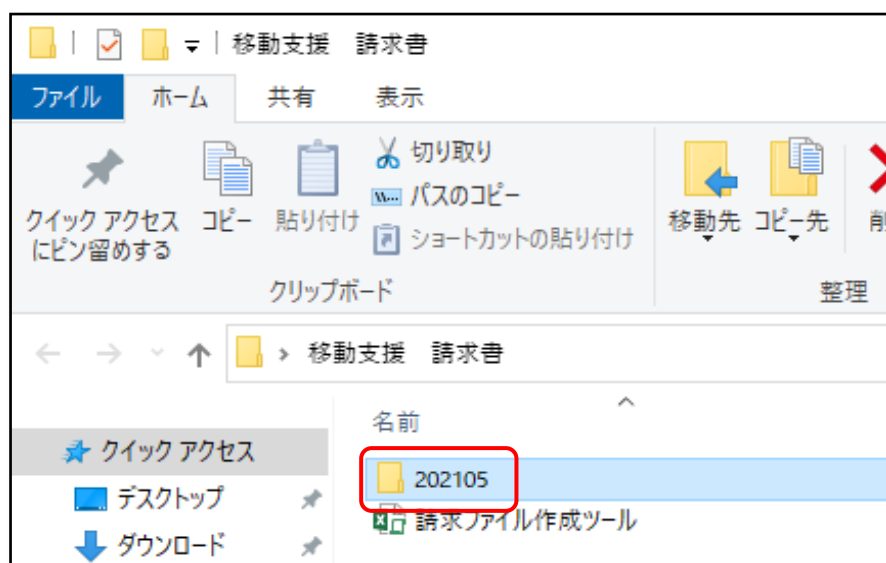 移動支援　請求書
ファイル ホーム 共有 表示
クイック アクセス
にピン留めする
コピー
貼り付け
切り取り
パスのコピー
ショートカットの貼り付け
移動先 コピー先 削
クリップボード 整理
移動支援　請求書
名前
クイック アクセス
202105
デスクトップ
請求ファイル作成ツール
ダウンロード